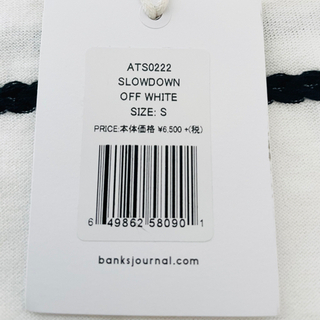 ATS0222
SLOWDOWN
OFF WHITE
SIZE: S
PRICE:本体価格 ¥6,500 +(税)
6 49862 58090 1
banksjournal.com